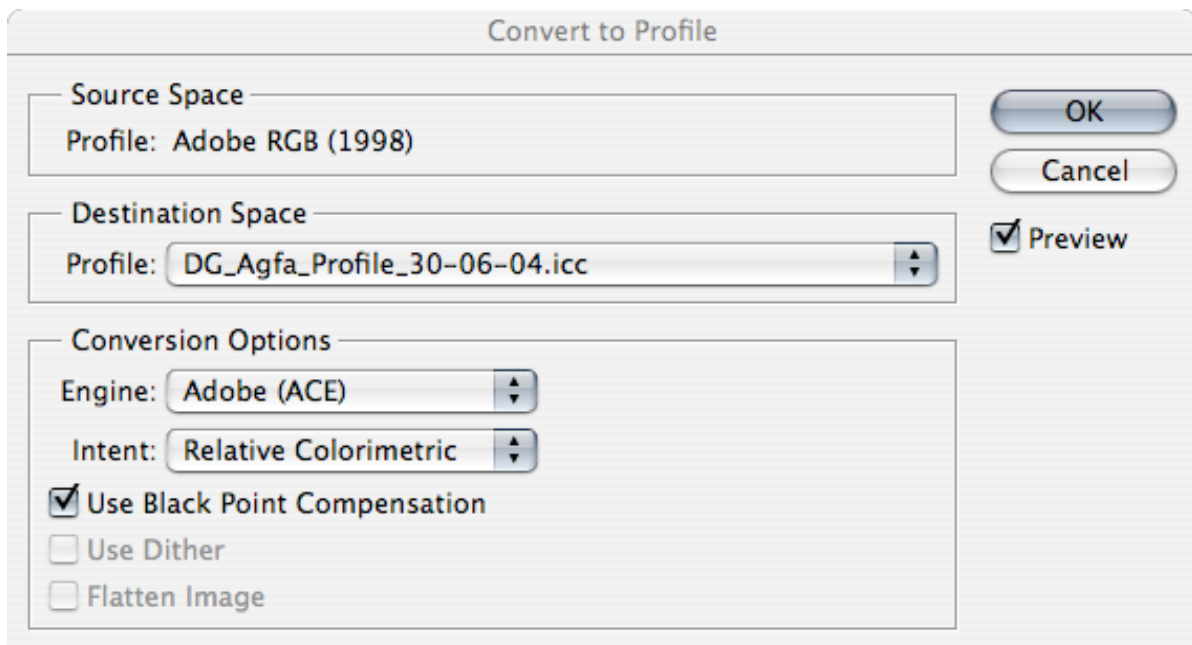 Convert to Profile
Source Space
Profile: Adobe RGB (1998)
OK
Cancel
Destination Space
Profile: DG_Agfa_Profile_30-06-04.icc
Preview
Conversion Options
Engine: Adobe (ACE)
Intent: Relative Colorimetric
Use Black Point Compensation
Use Dither
Flatten Image